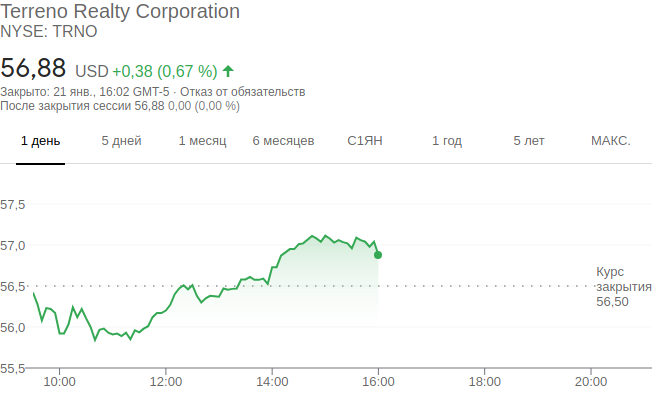 Terreno Realty Corporation
NYSE: TRNO
56,88 USD +0,38 (0,67 %)
Закрыто: 21 янв., 16:02 GMT-5 · Отказ от обязательств
После закрытия сессии 56,88 0,00 (0,00 %)
1 день 5 дней 1 месяц 6 месяцев С1ЯН 1 год 5 лет МАКС.
57,5
57,0
56,5
56,0
55,5
Курс
закрытия
56,50
10:00 12:00 14:00 16:00 18:00 20:00